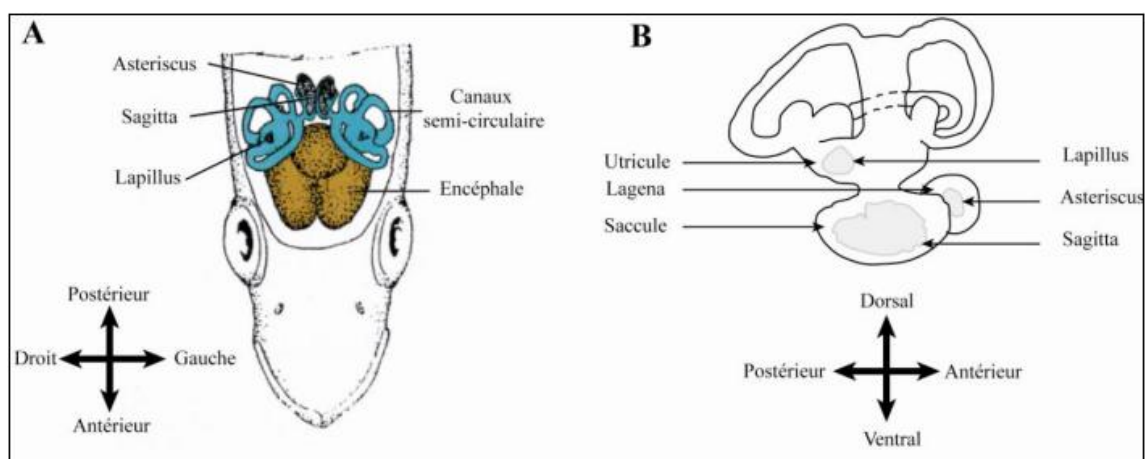 A
Asteriscus
Sagitta
Lapillus
Canaux
semi-circulaire
Encéphale
Postérieur
Droit
Gauche
Antérieur
B
Utricule
Lagena
Saccule
Lapillus
Asteriscus
Sagitta
Dorsal
Postérieur
Antérieur
Ventral